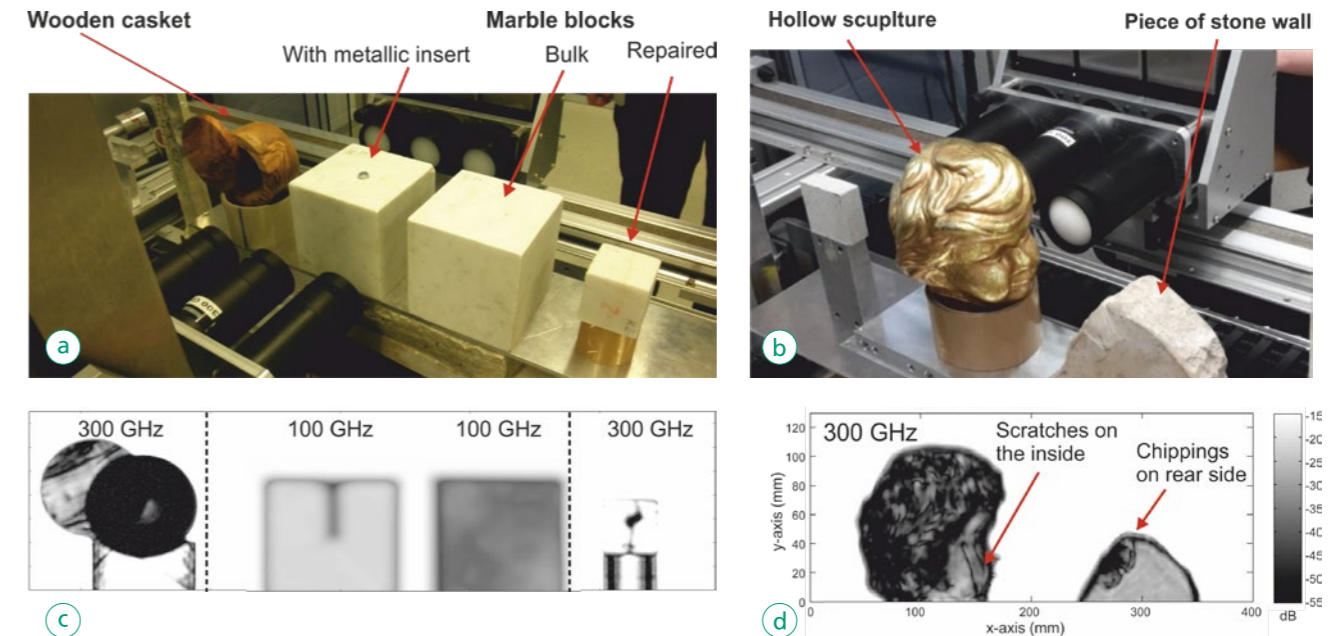 Wooden casket
Marble blocks
With metallic insert
Bulk
Repaired
a
Hollow scuplture
Piece of stone wall
b
300 GHz
100 GHz
100 GHz
300 GHz
c
300 GHz
Scratches on
the inside
Chippings
on rear side
y-axis (mm)
120
100
80
60
40
20
0
0
100
200
300
400
x-axis (mm)
-15
-20
-25
-30
-35
-40
-45
-50
-55
dB
d